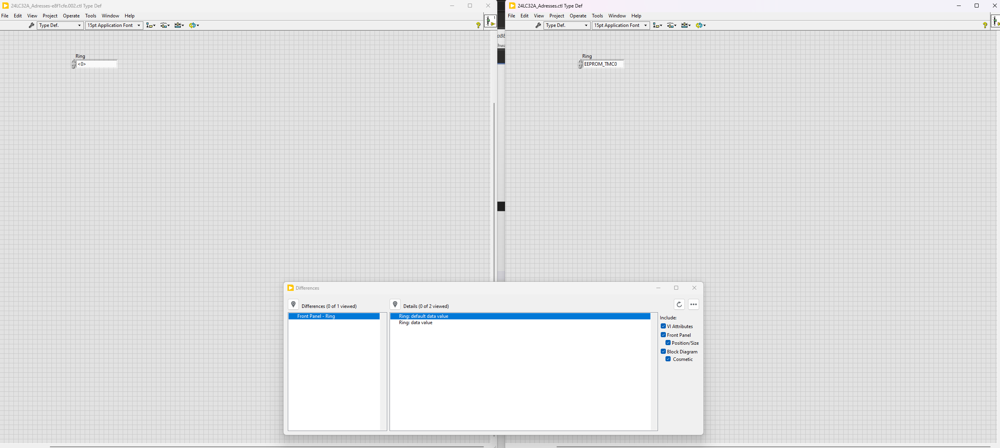 24LC32A_Adresses-e8f1cfe.002.ctl Type Def
File Edit View Project Operate Tools Window Help
Type Def. 15pt Application Font
1
Ring
<0>
aBb
hwa
24LC32A_Adresses.ctl Type Def
File Edit View Project Operate Tools Window Help
Type Def. 15pt Application Font
Ring
EEPROM_TMC0
Differences
Differences (0 of 1 viewed)
Front Panel - Ring
Details (0 of 2 viewed)
Ring: default data value
Ring: data value
Include:
VI Attributes
Front Panel
Position/Size
Block Diagram
Cosmetic